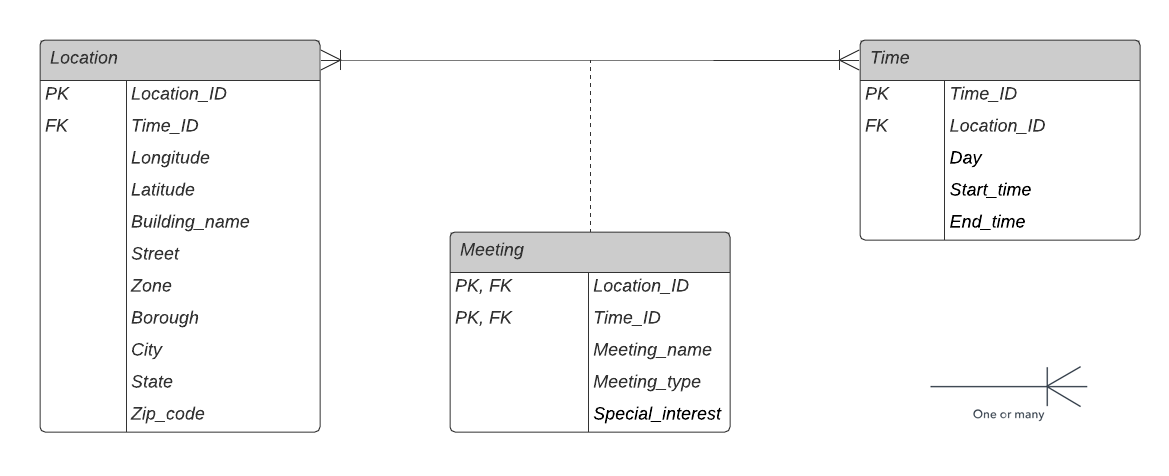 Location
PK Location_ID
FK Time_ID
Longitude
Latitude
Building_name
Street
Zone
Borough
City
State
Zip_code
Meeting
PK, FK Location_ID
PK, FK Time_ID
Meeting_name
Meeting_type
Special_interest
Time
PK Time_ID
FK Location_ID
Day
Start_time
End_time
One or many